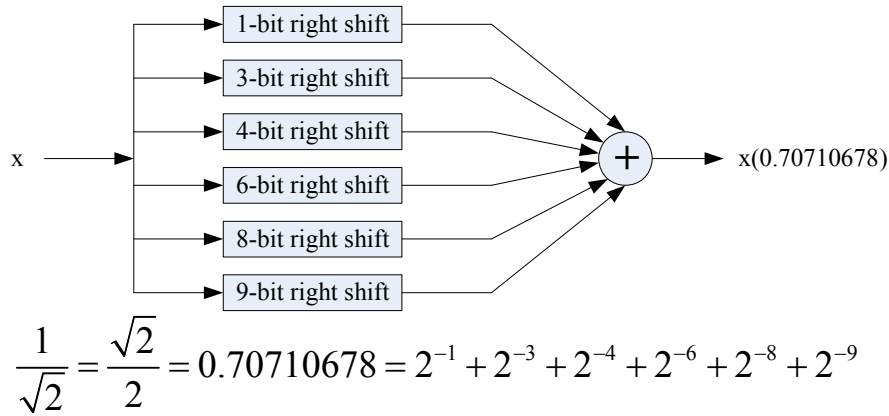 1-bit right shift
3-bit right shift
4-bit right shift
x
+
x(0.70710678)
6-bit right shift
8-bit right shift
9-bit right shift
1/√2 = √2/2 = 0.70710678 = 2⁻¹ + 2⁻³ + 2⁻⁴ + 2⁻⁶ + 2⁻⁸ + 2⁻⁹